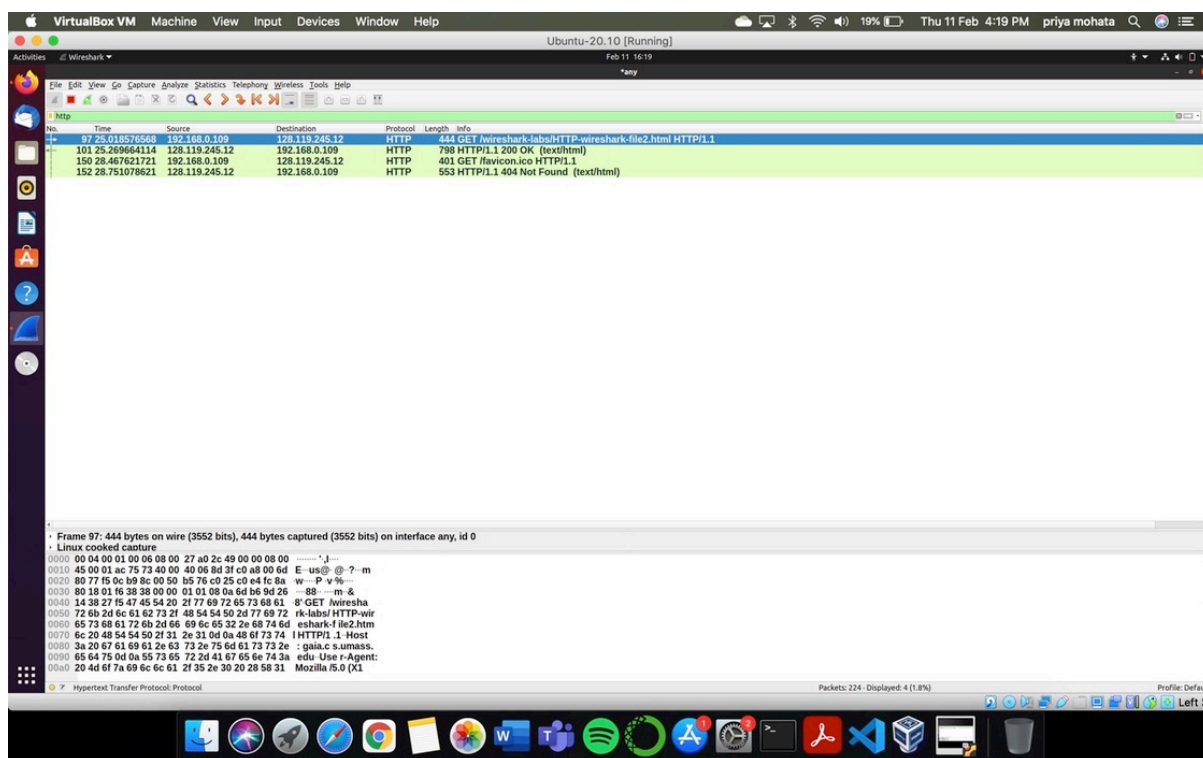 VirtualBox VM Machine View Input Devices Window Help 19% Thu 11 Feb 4:19 PM priya mohata
Ubuntu-20.10 [Running]
Activities Wireshark Feb 11 16:19
*any
File Edit View Go Capture Analyze Statistics Telephony Wireless Tools Help
http
No. Time Source Destination Protocol Length Info
97 25.018576568 192.168.0.109 128.119.245.12 HTTP 444 GET /wireshark-labs/HTTP-wireshark-file2.html HTTP/1.1
101 25.269664114 128.119.245.12 192.168.0.109 HTTP 798 HTTP/1.1 200 OK (text/html)
150 28.467621721 192.168.0.109 128.119.245.12 HTTP 401 GET /favicon.ico HTTP/1.1
152 28.751078621 128.119.245.12 192.168.0.109 HTTP 553 HTTP/1.1 404 Not Found (text/html)
Frame 97: 444 bytes on wire (3552 bits), 444 bytes captured (3552 bits) on interface any, id 0
Linux cooked capture
0000 00 04 00 01 00 06 08 00 27 a0 2c 49 00 00 08 00 ········ '·,I····
0010 45 00 01 ac 75 73 40 00 40 06 8d 3f c0 a8 00 6d E···us@· @··?···m
0020 80 77 f5 0c b9 8c 00 50 b5 76 c0 25 c0 e4 fc 8a ·w·····P ·v·%····
0030 80 18 01 f6 38 38 00 00 01 01 08 0a 6d b6 9d 26 ····88·· ····m··&
0040 14 38 27 f5 47 45 54 20 2f 77 69 72 65 73 68 61 ·8'·GET /wiresha
0050 72 6b 2d 6c 61 62 73 2f 48 54 54 50 2d 77 69 72 rk-labs/ HTTP-wir
0060 65 73 68 61 72 6b 2d 66 69 6c 65 32 2e 68 74 6d eshark-f ile2.htm
0070 6c 20 48 54 54 50 2f 31 2e 31 0d 0a 48 6f 73 74 l HTTP/1 .1··Host
0080 3a 20 67 61 69 61 2e 63 73 2e 75 6d 61 73 73 2e : gaia.c s.umass.
0090 65 64 75 0d 0a 55 73 65 72 2d 41 67 65 6e 74 3a edu··Use r-Agent:
00a0 20 4d 6f 7a 69 6c 6c 61 2f 35 2e 30 20 28 58 31 Mozilla /5.0 (X1
Hypertext Transfer Protocol: Protocol Packets: 224 · Displayed: 4 (1.8%) Profile: Defau
Left